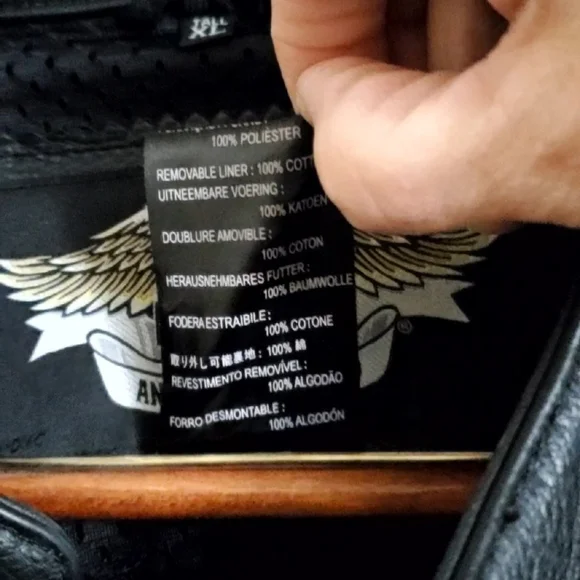 TALL
XL
100% POLIÉSTER
REMOVABLE LINER : 100% COTT
UITNEEMBARE VOERING :
100% KATOEN
DOUBLURE AMOVIBLE :
100% COTON
HERAUSNEHMBARES FUTTER :
100% BAUMWOLLE
FODERA ESTRAIBILE :
100% COTONE
取り外し可能裏地 : 100% 綿
REVESTIMENTO REMOVÍVEL :
100% ALGODÃO
FORRO DESMONTABLE :
100% ALGODÓN
AN
®